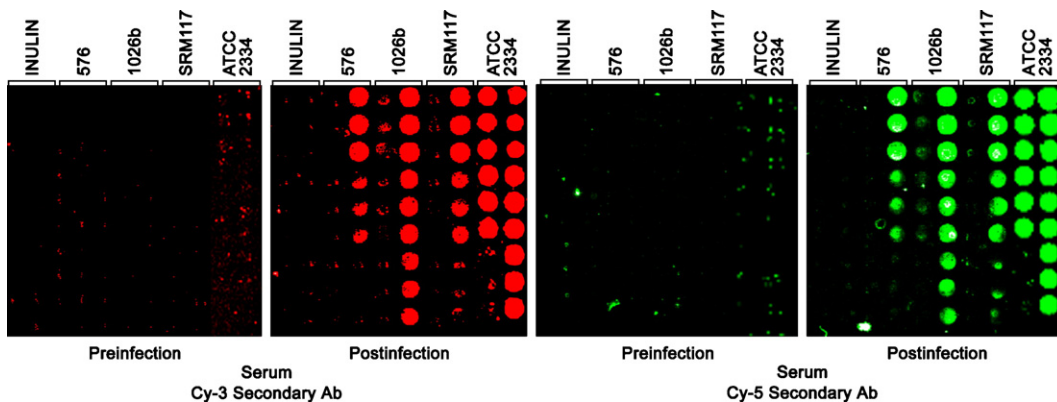 INULIN 576 1026b SRM117 ATCC 2334 INULIN 576 1026b SRM117 ATCC 2334 INULIN 576 1026b SRM117 ATCC 2334 INULIN 576 1026b SRM117 ATCC 2334
Preinfection Postinfection Preinfection Postinfection
Serum Serum
Cy-3 Secondary Ab Cy-5 Secondary Ab